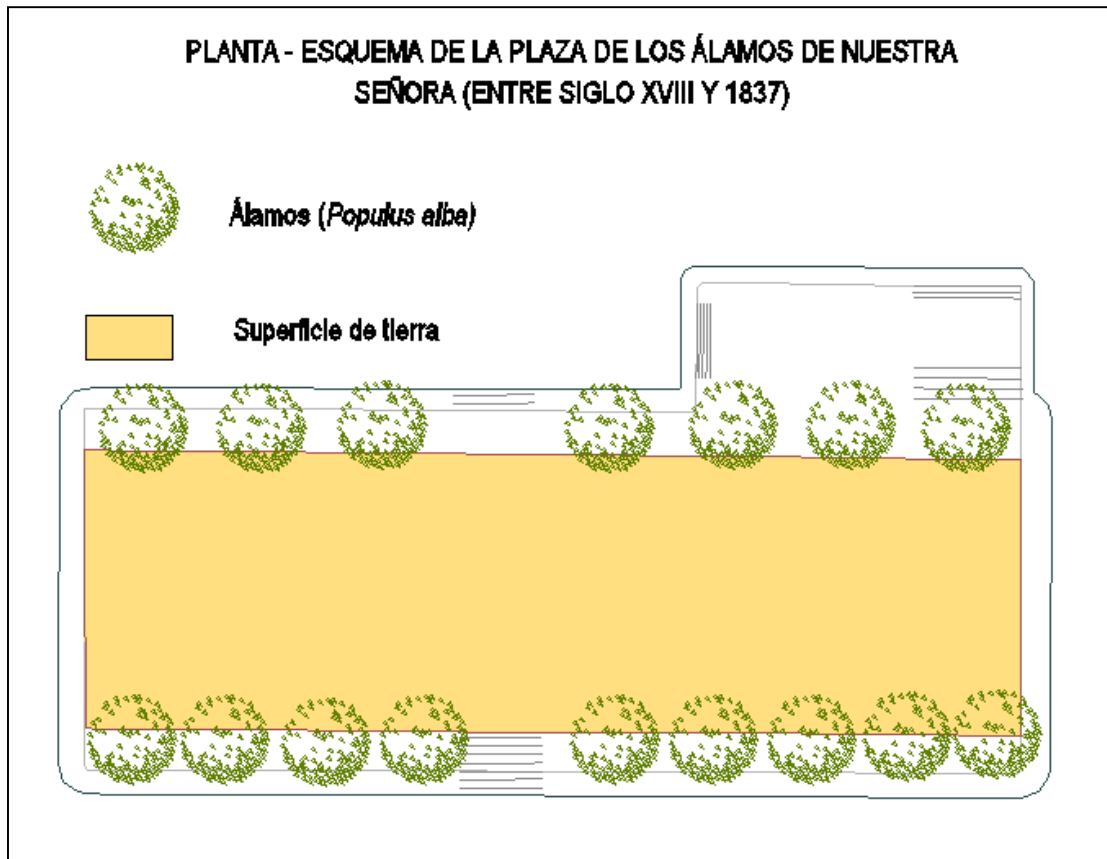 PLANTA - ESQUEMA DE LA PLAZA DE LOS ÁLAMOS DE NUESTRA
SEÑORA (ENTRE SIGLO XVIII Y 1837)
Álamos (Populus alba)
Superficie de tierra